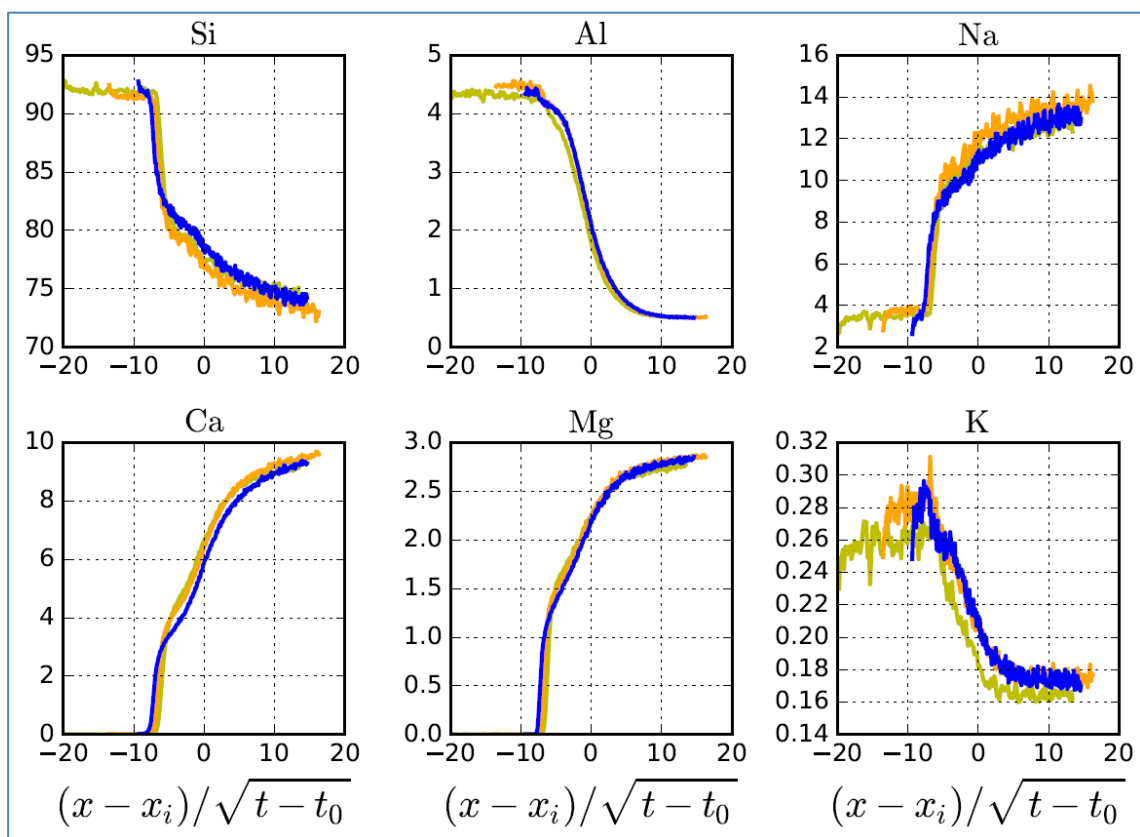 Si Al Na
95 90 85 80 75 70
−20 −10 0 10 20
5 4 3 2 1 0
−20 −10 0 10 20
16 14 12 10 8 6 4 2
−20 −10 0 10 20
Ca Mg K
10 8 6 4 2 0
−20 −10 0 10 20
3.0 2.5 2.0 1.5 1.0 0.5 0.0
−20 −10 0 10 20
0.32 0.30 0.28 0.26 0.24 0.22 0.20 0.18 0.16 0.14
−20 −10 0 10 20
(x − x_i)/√t − t_0 (x − x_i)/√t − t_0 (x − x_i)/√t − t_0